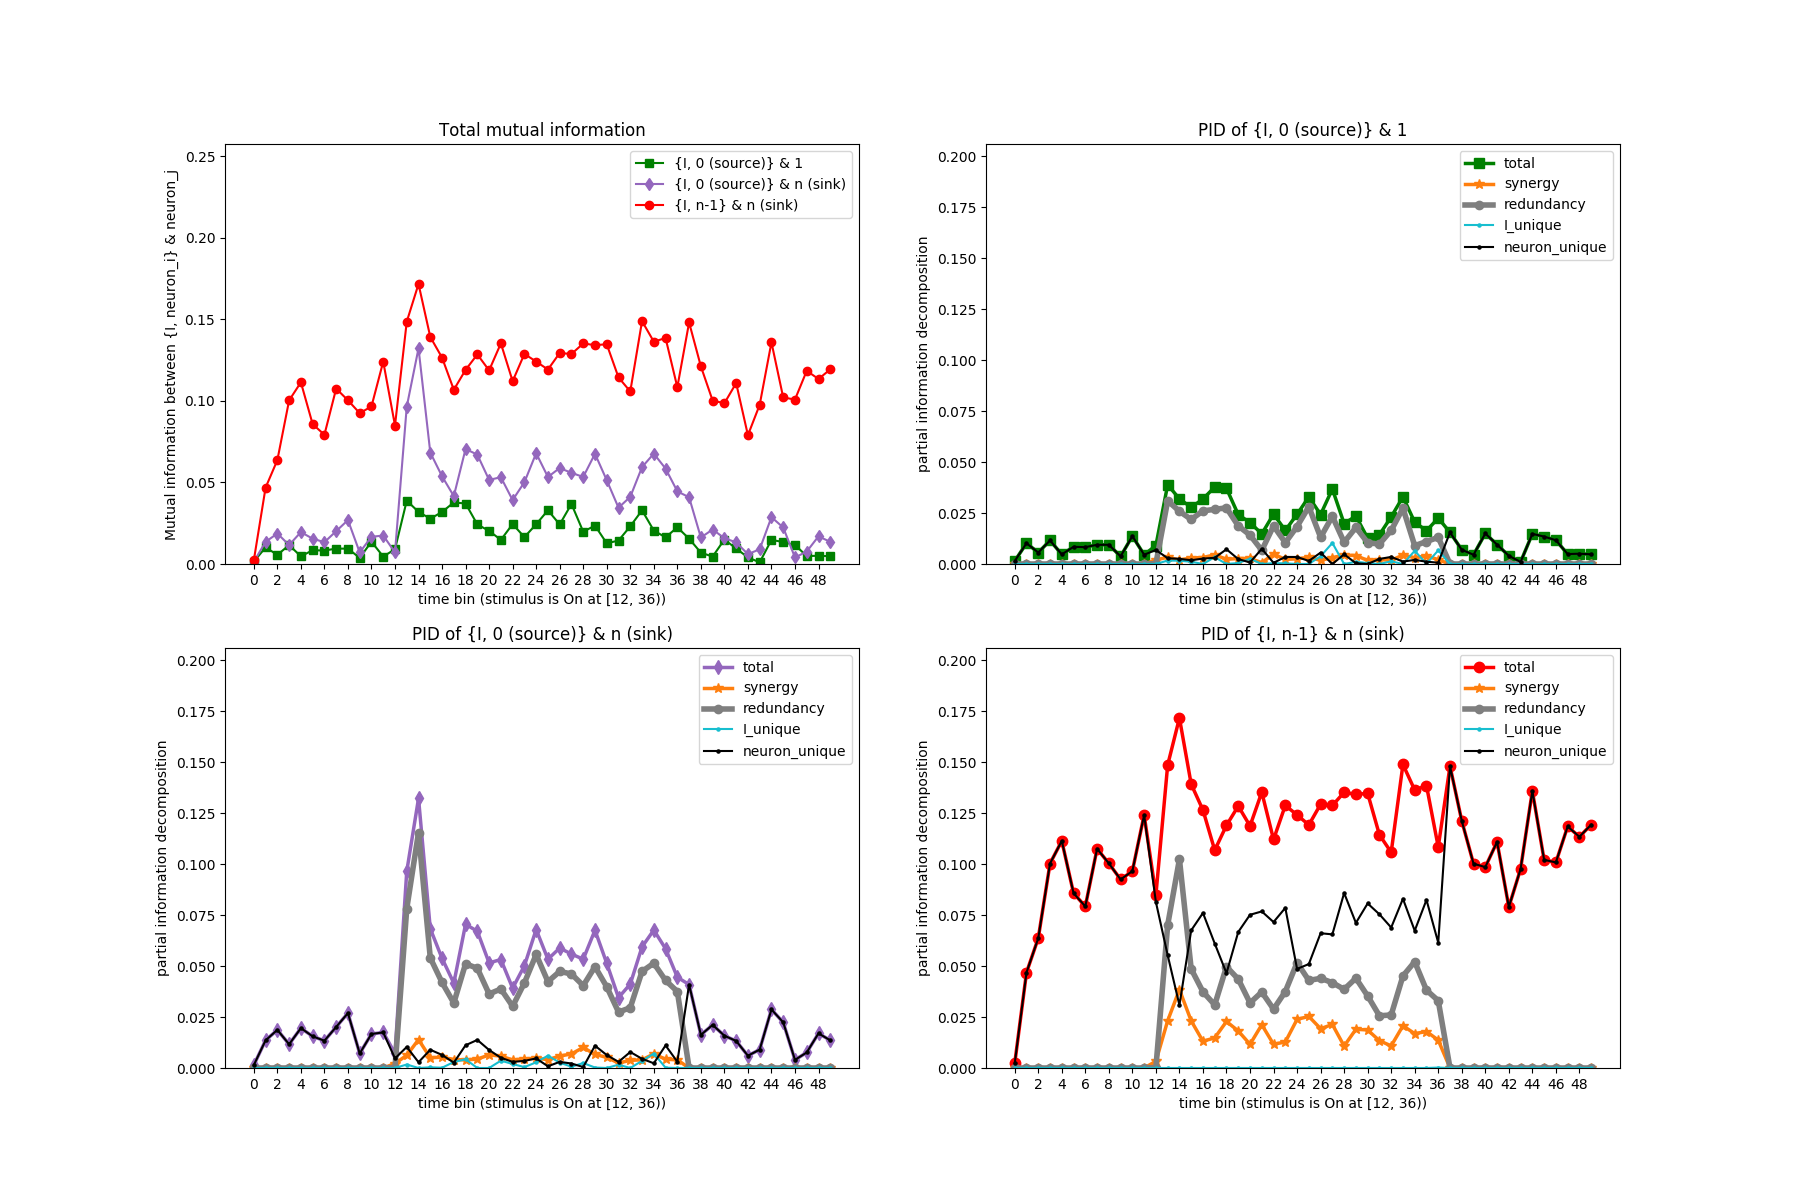 Total mutual information
Mutual information between {I, neuron_i} & neuron_j
0.25
0.20
0.15
0.10
0.05
0.00
{I, 0 (source)} & 1
{I, 0 (source)} & n (sink)
{I, n-1} & n (sink)
0 2 4 6 8 10 12 14 16 18 20 22 24 26 28 30 32 34 36 38 40 42 44 46 48
time bin (stimulus is On at [12, 36))
PID of {I, 0 (source)} & 1
partial information decomposition
0.200
0.175
0.150
0.125
0.100
0.075
0.050
0.025
0.000
total
synergy
redundancy
I_unique
neuron_unique
0 2 4 6 8 10 12 14 16 18 20 22 24 26 28 30 32 34 36 38 40 42 44 46 48
time bin (stimulus is On at [12, 36))
PID of {I, 0 (source)} & n (sink)
partial information decomposition
0.200
0.175
0.150
0.125
0.100
0.075
0.050
0.025
0.000
total
synergy
redundancy
I_unique
neuron_unique
0 2 4 6 8 10 12 14 16 18 20 22 24 26 28 30 32 34 36 38 40 42 44 46 48
time bin (stimulus is On at [12, 36))
PID of {I, n-1} & n (sink)
partial information decomposition
0.200
0.175
0.150
0.125
0.100
0.075
0.050
0.025
0.000
total
synergy
redundancy
I_unique
neuron_unique
0 2 4 6 8 10 12 14 16 18 20 22 24 26 28 30 32 34 36 38 40 42 44 46 48
time bin (stimulus is On at [12, 36))